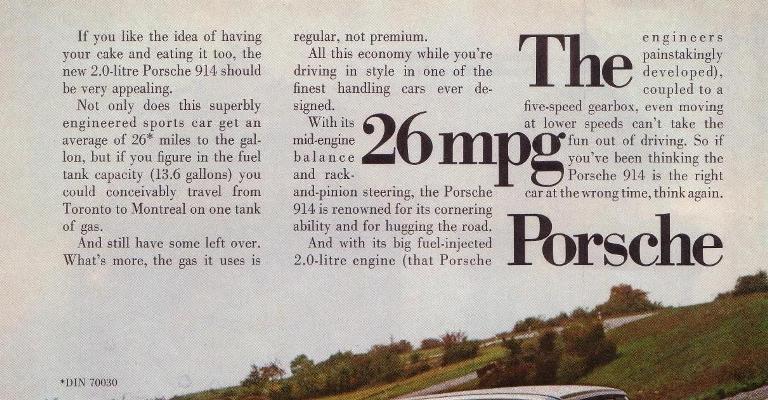 If you like the idea of having
your cake and eating it too, the
new 2.0-litre Porsche 914 should
be very appealing.
Not only does this superbly
engineered sports car get an
average of 26* miles to the gal-
lon, but if you figure in the fuel
tank capacity (13.6 gallons) you
could conceivably travel from
Toronto to Montreal on one tank
of gas.
And still have some left over.
What's more, the gas it uses is
regular, not premium.
All this economy while you're
driving in style in one of the
finest handling cars ever de-
signed.
With its
mid-engine
balance
and rack-
and-pinion steering, the Porsche
914 is renowned for its cornering
ability and for hugging the road.
And with its big fuel-injected
2.0-litre engine (that Porsche
engineers
painstakingly
developed),
coupled to a
five-speed gearbox, even moving
at lower speeds can't take the
fun out of driving. So if
you've been thinking the
Porsche 914 is the right
car at the wrong time, think again.
The
26 mpg
Porsche
*DIN 70030